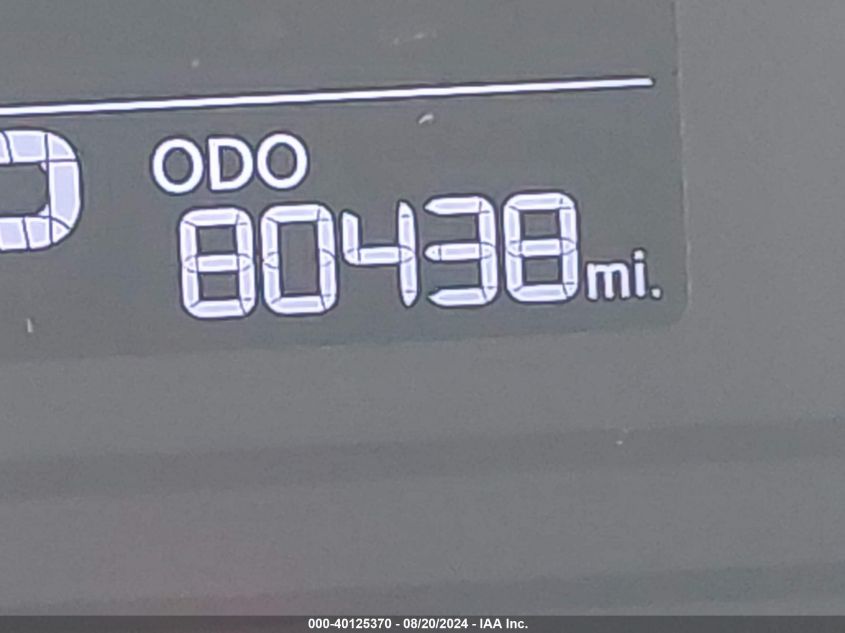 ODO
80438 mi.
000-40125370 - 08/20/2024 - IAA Inc.